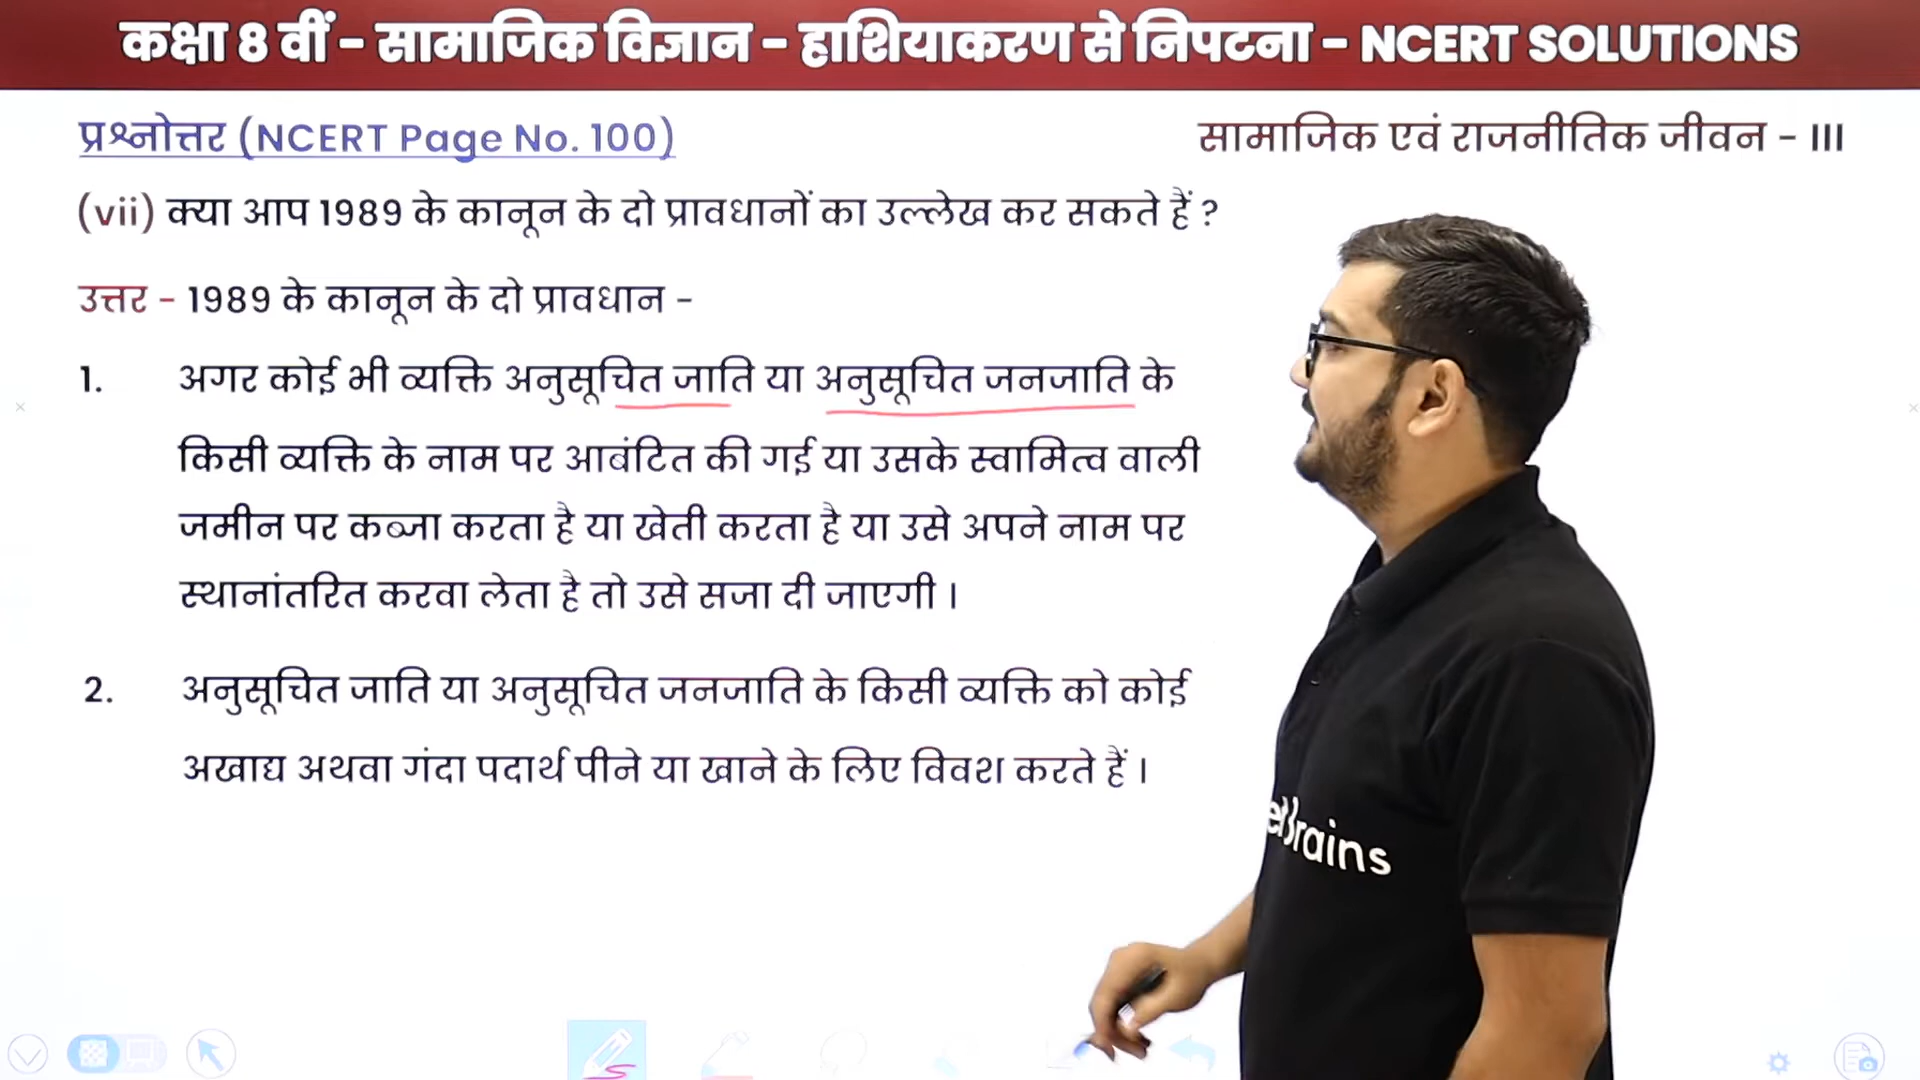 कक्षा 8 वीं - सामाजिक विज्ञान - हाशियाकरण से निपटना - NCERT SOLUTIONS
प्रश्नोत्तर (NCERT Page No. 100)
सामाजिक एवं राजनीतिक जीवन - III
(vii) क्या आप 1989 के कानून के दो प्रावधानों का उल्लेख कर सकते हैं ?
उत्तर - 1989 के कानून के दो प्रावधान -
1. अगर कोई भी व्यक्ति अनुसूचित जाति या अनुसूचित जनजाति के
किसी व्यक्ति के नाम पर आबंटित की गई या उसके स्वामित्व वाली
जमीन पर कब्जा करता है या खेती करता है या उसे अपने नाम पर
स्थानांतरित करवा लेता है तो उसे सजा दी जाएगी ।
2. अनुसूचित जाति या अनुसूचित जनजाति के किसी व्यक्ति को कोई
अखाद्य अथवा गंदा पदार्थ पीने या खाने के लिए विवश करते हैं ।